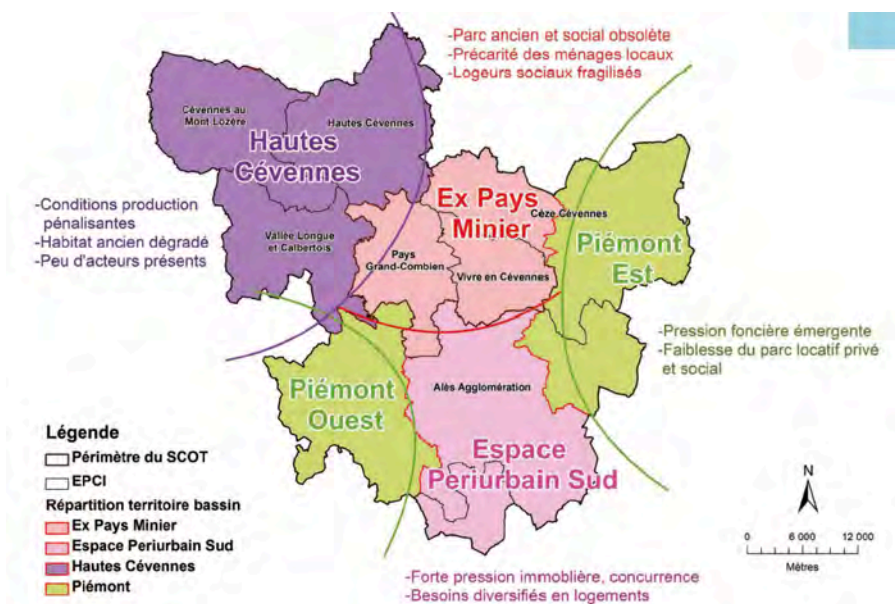 -Parc ancien et social obsolète
-Précarité des ménages locaux
-Logeurs sociaux fragilisés
Cévennes au
Mont Lozère
Hautes Cévennes
Hautes
Cévennes
-Conditions production
pénalisantes
-Habitat ancien dégradé
-Peu d'acteurs présents
Vallée Longue
et Calbertois
Ex Pays
Minier
Cèze Cévennes
Pays
Grand-Combien
Vivre en Cévennes
Piémont
Est
-Pression foncière émergente
-Faiblesse du parc locatif privé
et social
Piémont
Ouest
Alès Agglomération
Espace
Periurbain Sud
Légende
Périmètre du SCOT
EPCI
Répartition territoire bassin
Ex Pays Minier
Espace Periurbain Sud
Hautes Cévennes
Piémont
N
0 6 000 12 000
Mètres
-Forte pression immobilière, concurrence
-Besoins diversifiés en logements